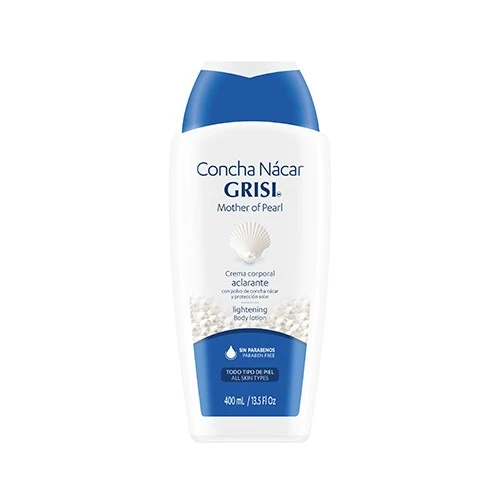 Concha Nácar
GRISI®
Mother of Pearl
Crema corporal
aclarante
con polvo de concha nácar
y protección solar
lightening
Body lotion
SIN PARABENOS
PARABEN FREE
TODO TIPO DE PIEL
ALL SKIN TYPES
400 mL / 13.5 Fl Oz